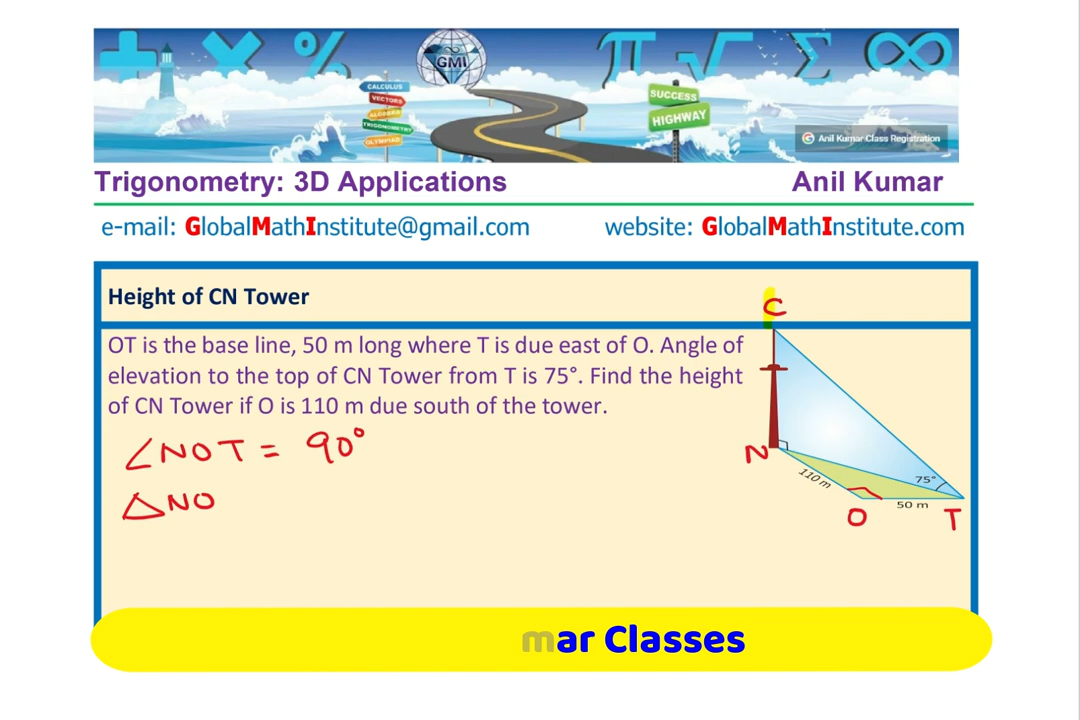 + × % GMI π √ Σ ∞
CALCULUS
VECTORS
ALGEBRA
TRIGONOMETRY
OLYMPIAD
SUCCESS
HIGHWAY
G Anil Kumar Class Registration
Trigonometry: 3D Applications Anil Kumar
e-mail: GlobalMathInstitute@gmail.com website: GlobalMathInstitute.com
Height of CN Tower
OT is the base line, 50 m long where T is due east of O. Angle of
elevation to the top of CN Tower from T is 75°. Find the height
of CN Tower if O is 110 m due south of the tower.
∠NOT = 90°
△NO
C
N
75°
110 m
50 m
O T
mar Classes